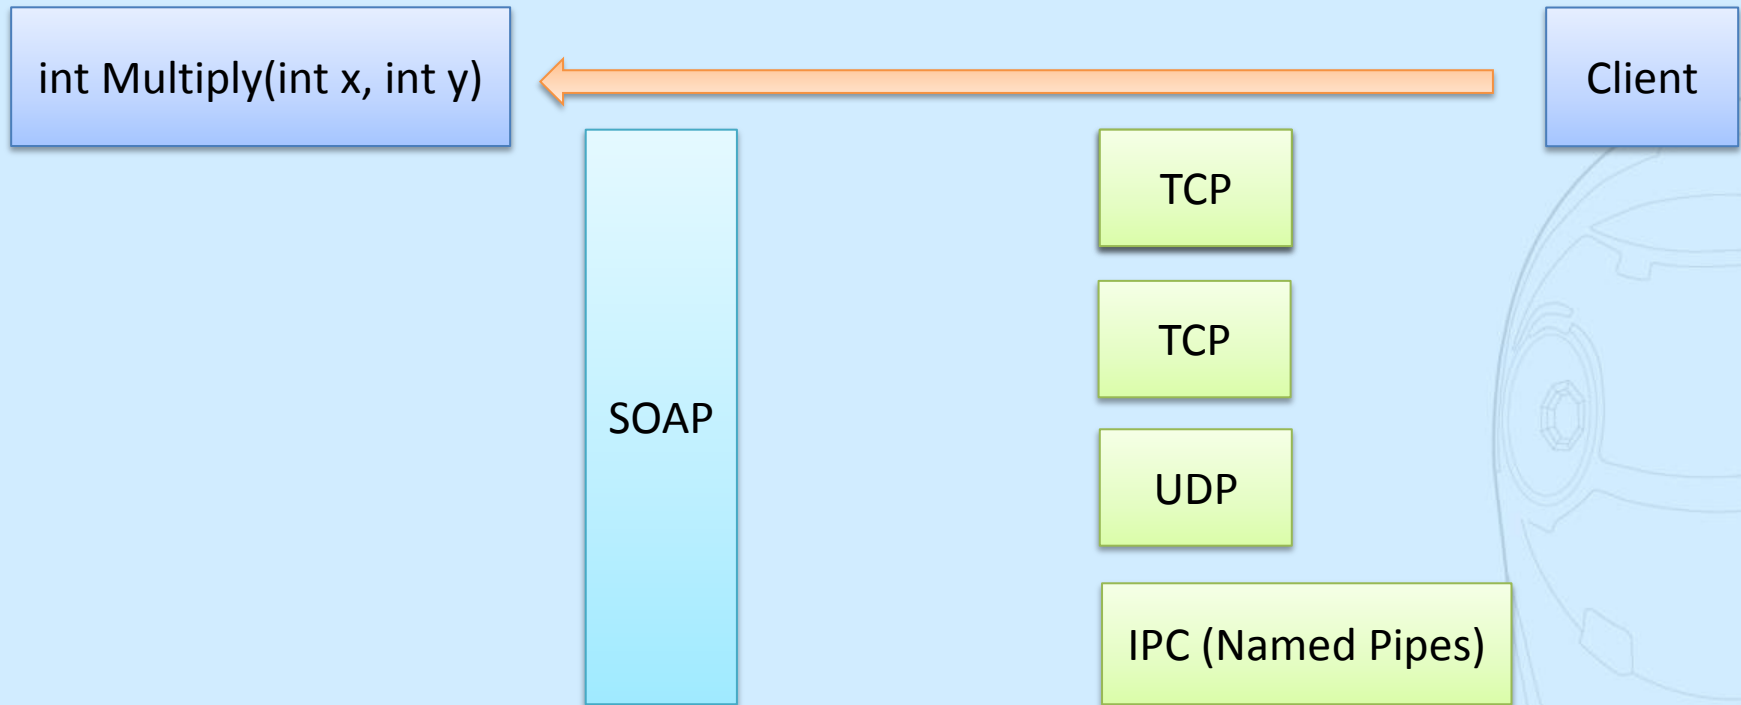 int Multiply(int x, int y)
Client
TCP
TCP
SOAP
UDP
IPC (Named Pipes)